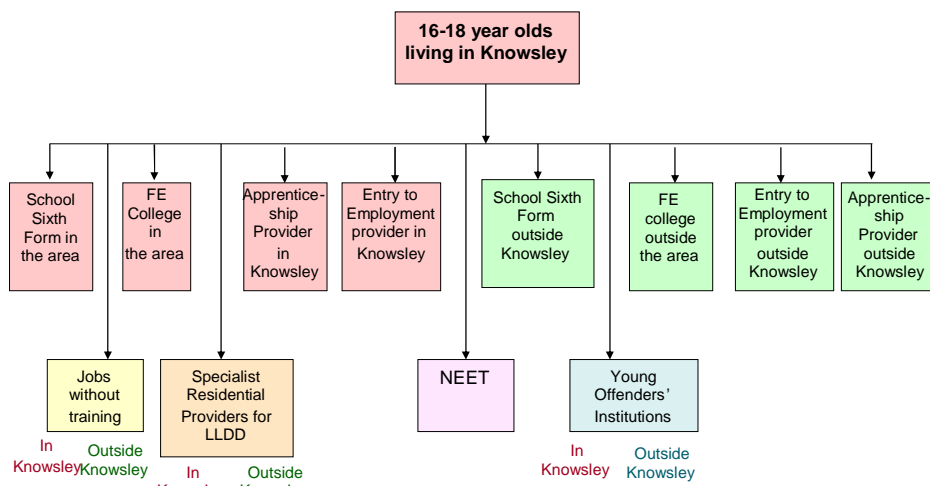 16-18 year olds
living in Knowsley
School
Sixth
Form in
the area
FE
College
in
the area
Apprentice-
ship
Provider
in
Knowsley
Entry to
Employment
provider in
Knowsley
School Sixth
Form
outside
Knowsley
FE
college
outside
the area
Entry to
Employment
provider
outside
Knowsley
Apprentice-
ship
Provider
outside
Knowsley
Jobs
without
training
Specialist
Residential
Providers for
LLDD
NEET
Young
Offenders’
Institutions
In
Knowsley
Outside
Knowsley
In
Outside
In
Knowsley
Outside
Knowsley